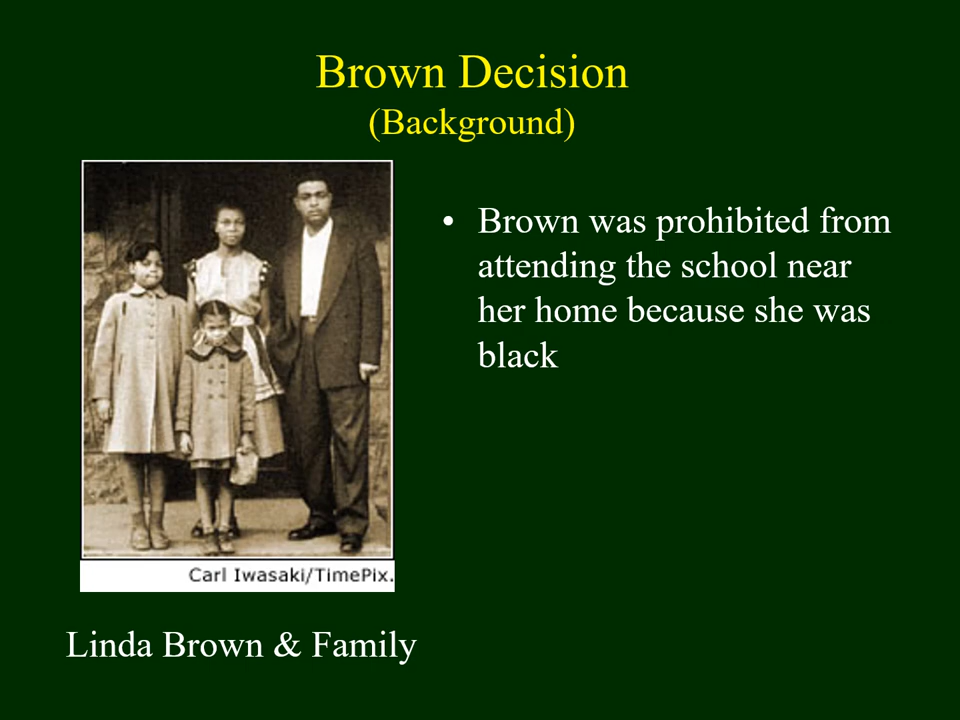 Brown Decision
(Background)
• Brown was prohibited from
attending the school near
her home because she was
black
Carl Iwasaki/TimePix.
Linda Brown & Family